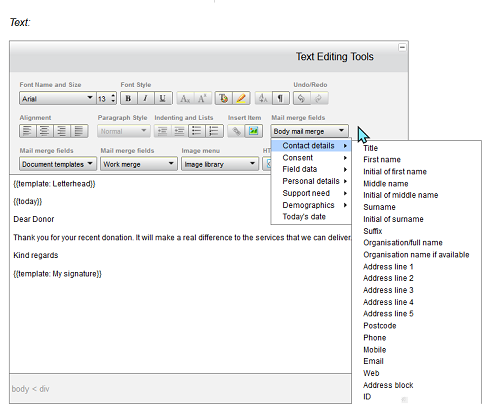 Text:
Text Editing Tools
Font Name and Size Font Style Undo/Redo
Arial 13 B I U
Alignment Paragraph Style Indenting and Lists Insert Item Mail merge fields
Normal Body mail merge
Mail merge fields Mail merge fields Image menu
Document templates Work merge Image library
Contact details
Consent
Field data
Personal details
Support need
Demographics
Today's date
Title
First name
Initial of first name
Middle name
Initial of middle name
Surname
Initial of surname
Suffix
Organisation/full name
Organisation name if available
Address line 1
Address line 2
Address line 3
Address line 4
Address line 5
Postcode
Phone
Mobile
Email
Web
Address block
ID
{{template: Letterhead}}
{{today}}
Dear Donor
Thank you for your recent donation. It will make a real difference to the services that we can deliver.
Kind regards
{{template: My signature}}
body < div